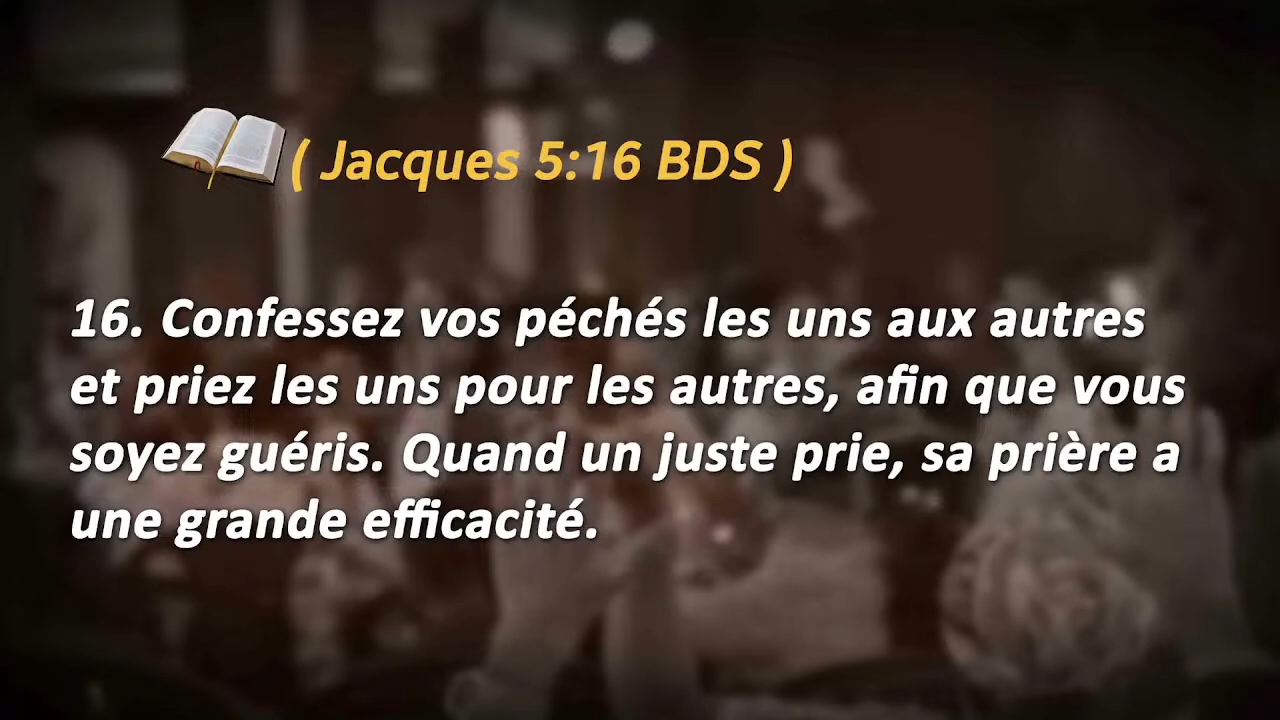 ( Jacques 5:16 BDS )
16. Confessez vos péchés les uns aux autres
et priez les uns pour les autres, afin que vous
soyez guéris. Quand un juste prie, sa prière a
une grande efficacité.